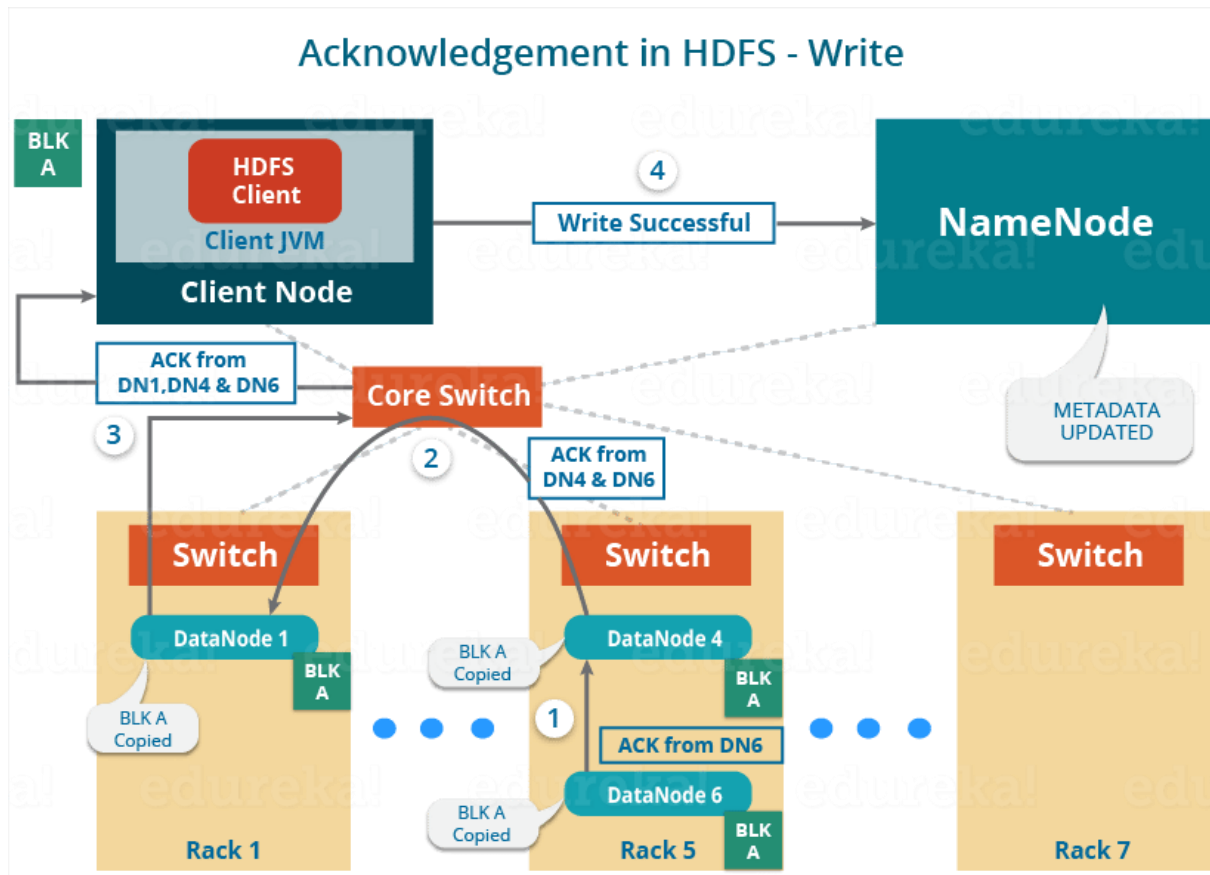 Acknowledgement in HDFS - Write
BLK
A
HDFS
Client
Client JVM
Client Node
4
Write Successful
NameNode
ACK from
DN1,DN4 & DN6
Core Switch
METADATA
UPDATED
3
2
ACK from
DN4 & DN6
Switch
Switch
Switch
DataNode 1
BLK
A
BLK A
Copied
DataNode 4
BLK A
Copied
BLK
A
1
ACK from DN6
DataNode 6
BLK A
Copied
BLK
A
Rack 1
Rack 5
Rack 7
edureka!